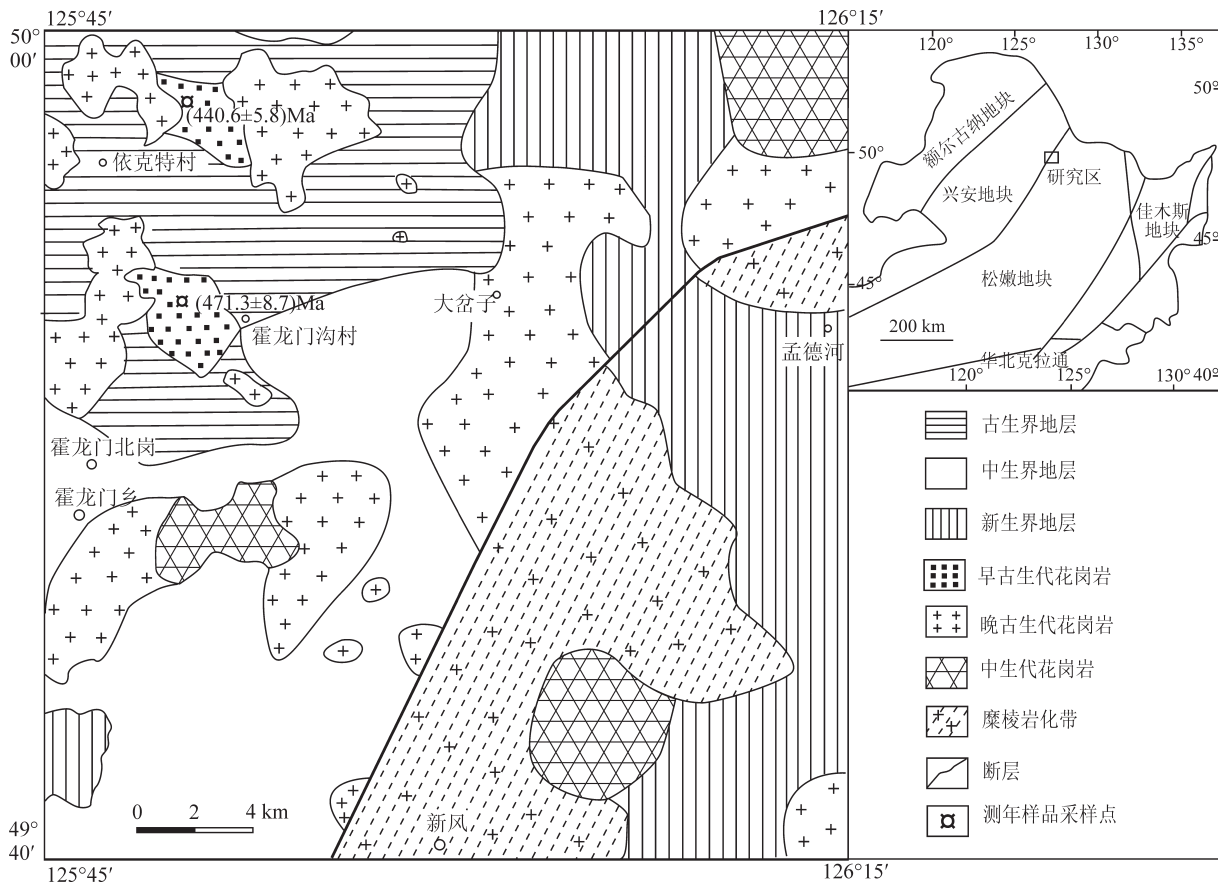 125°45′
126°15′
50°
00′
(440.6±5.8)Ma
依克特村
(471.3±8.7)Ma
霍龙门沟村
大岔子
孟德河
霍龙门北岗
霍龙门乡
新风
0 2 4 km
49°
40′
125°45′
126°15′
120° 125° 130° 135°
50°
50°
额尔古纳地块
研究区
兴安地块
佳木斯
地块
45°
松嫩地块
45°
200 km
华北克拉通
120° 125° 130° 40°
古生界地层
中生界地层
新生界地层
早古生代花岗岩
晚古生代花岗岩
中生代花岗岩
糜棱岩化带
断层
测年样品采样点